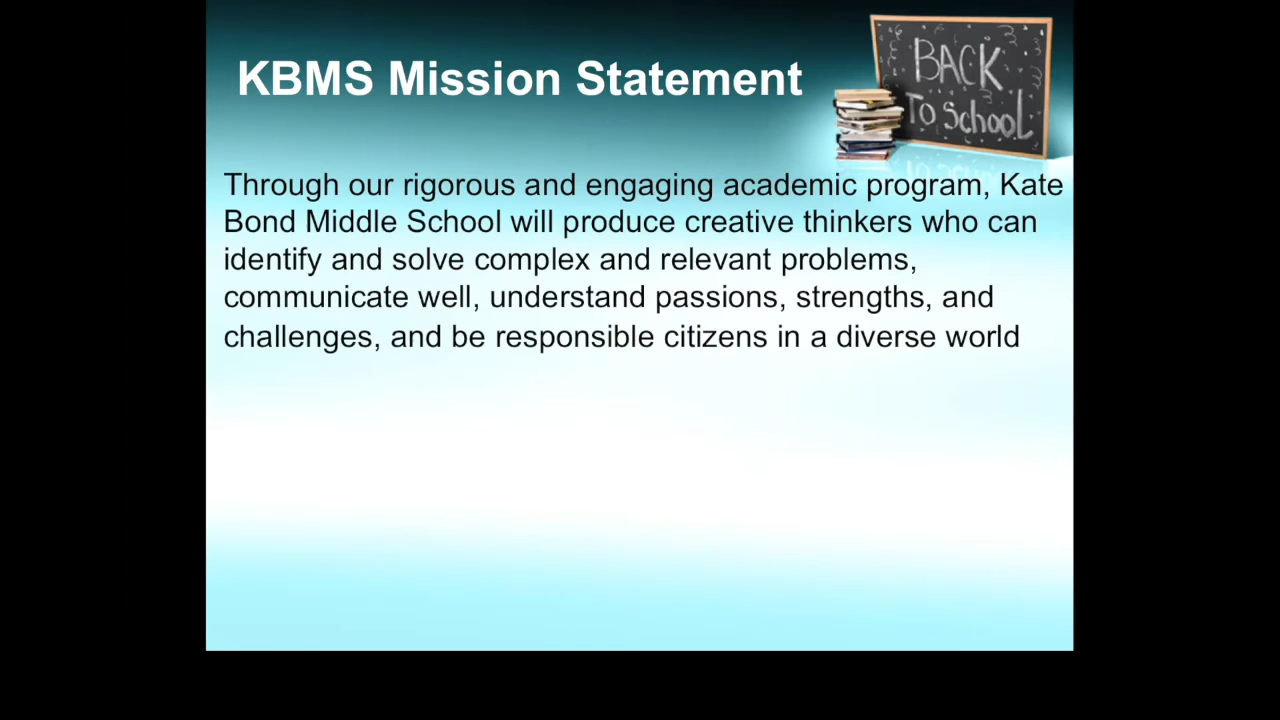 KBMS Mission Statement
BACK
To School
Through our rigorous and engaging academic program, Kate
Bond Middle School will produce creative thinkers who can
identify and solve complex and relevant problems,
communicate well, understand passions, strengths, and
challenges, and be responsible citizens in a diverse world